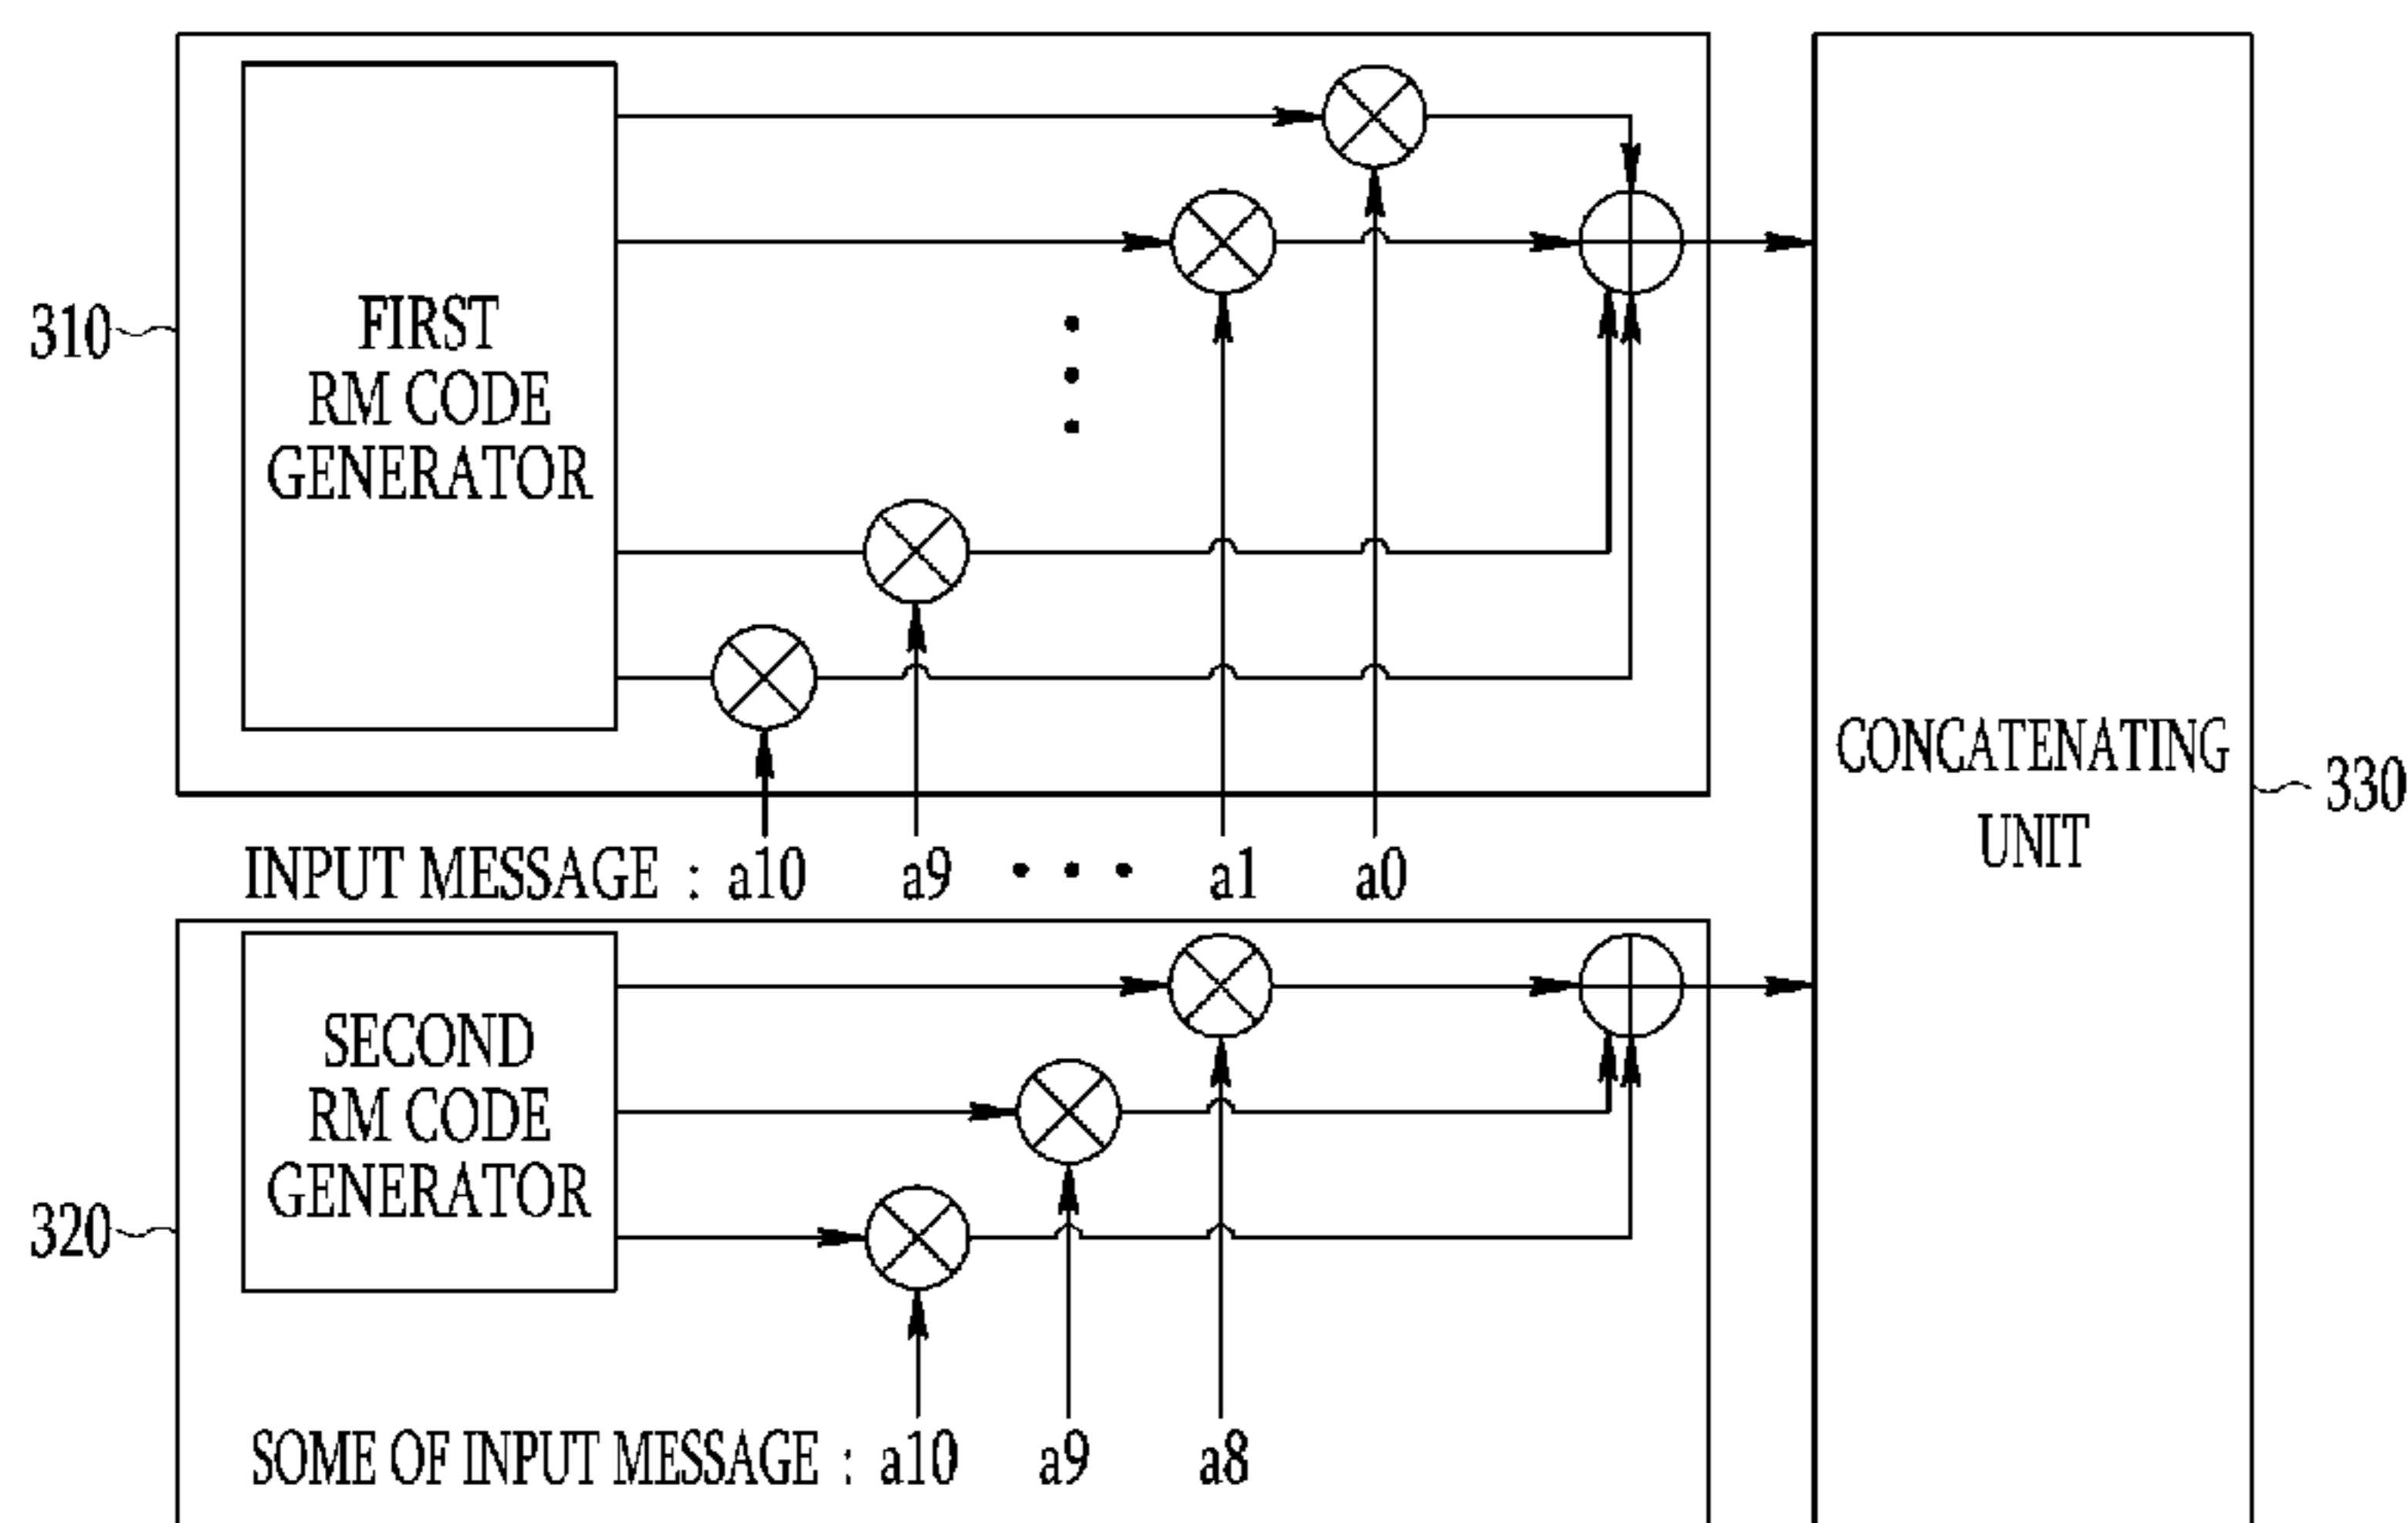 310
FIRST
RM CODE
GENERATOR
INPUT MESSAGE : a10 a9 • • • a1 a0
320
SECOND
RM CODE
GENERATOR
SOME OF INPUT MESSAGE : a10 a9 a8
CONCATENATING
UNIT
330